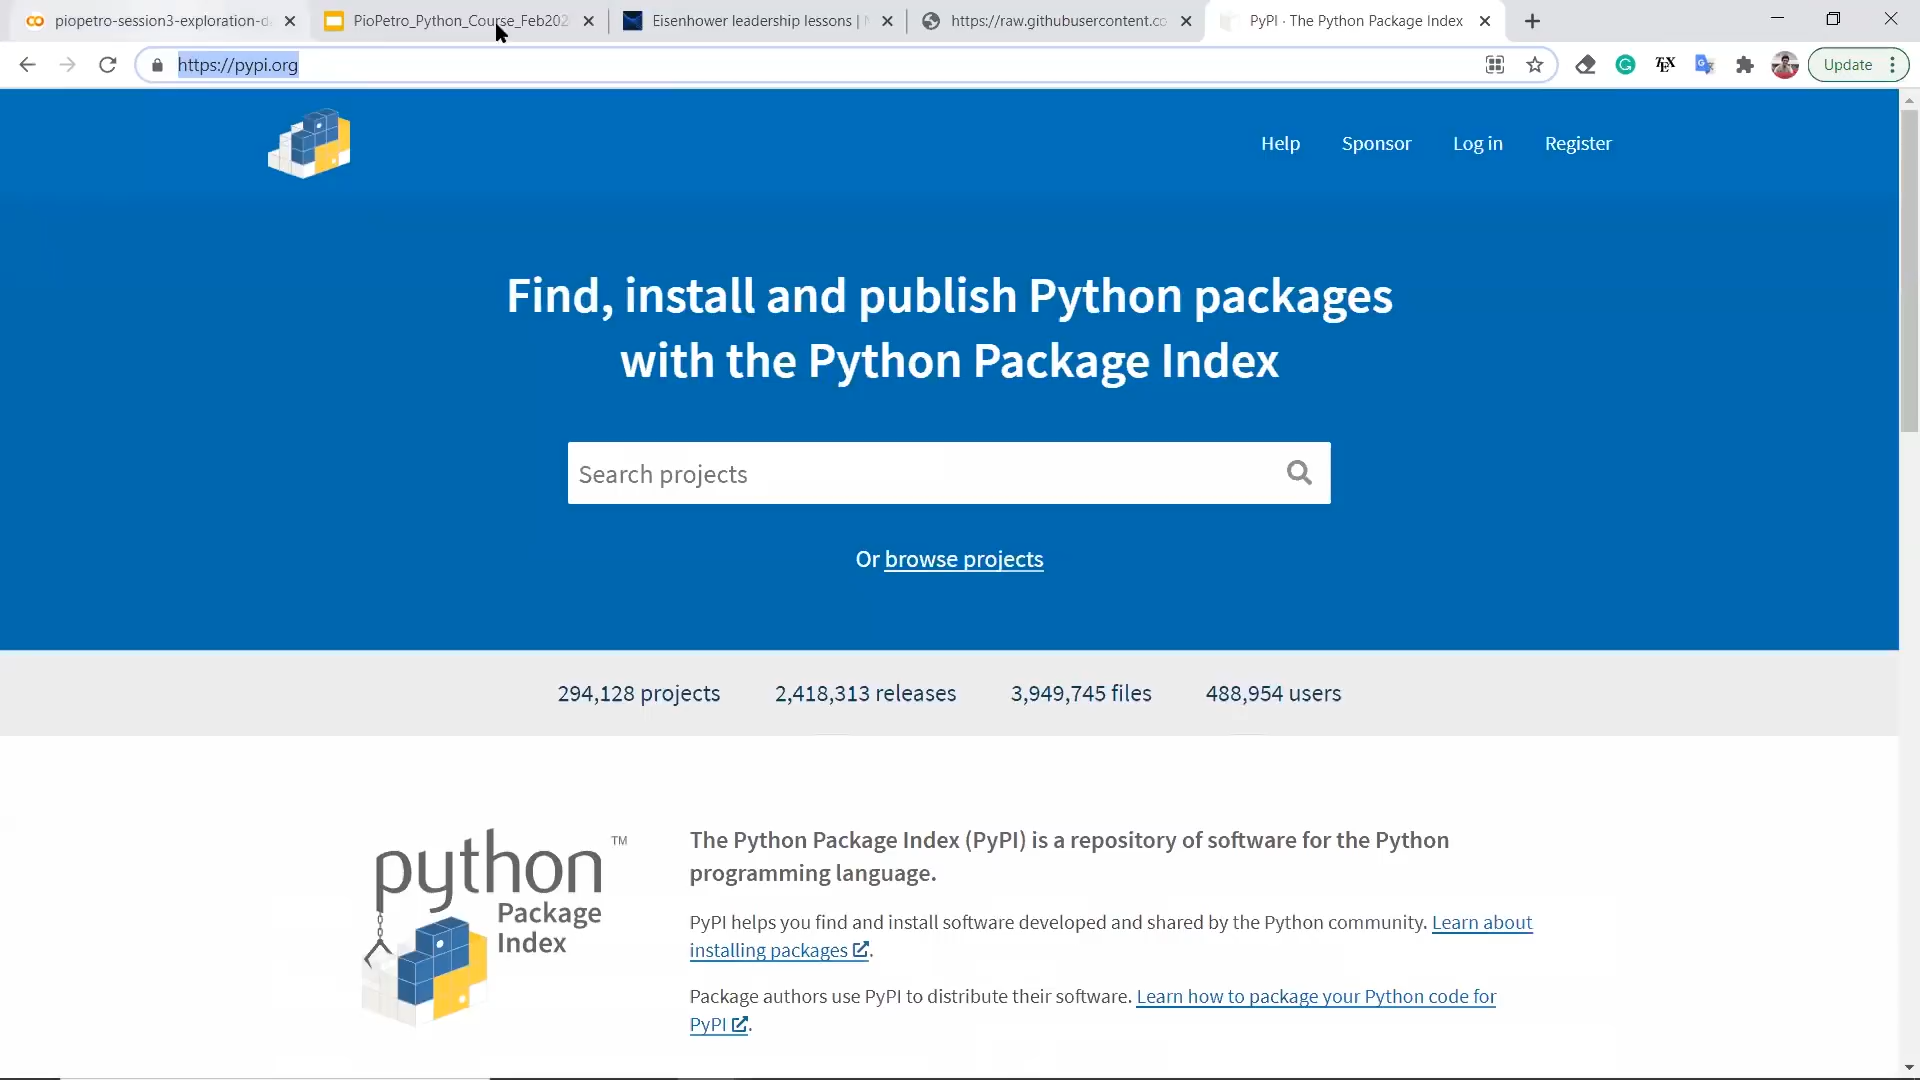 piopetro-session3-exploration-d
PioPetro_Python_Course_Feb202
Eisenhower leadership lessons |
https://raw.githubusercontent.co
PyPI · The Python Package Index
https://pypi.org
TEX
Update
Help
Sponsor
Log in
Register
Find, install and publish Python packages
with the Python Package Index
Search projects
Or browse projects
294,128 projects
2,418,313 releases
3,949,745 files
488,954 users
python TM
Package
Index
The Python Package Index (PyPI) is a repository of software for the Python
programming language.
PyPI helps you find and install software developed and shared by the Python community. Learn about
installing packages.
Package authors use PyPI to distribute their software. Learn how to package your Python code for
PyPI.